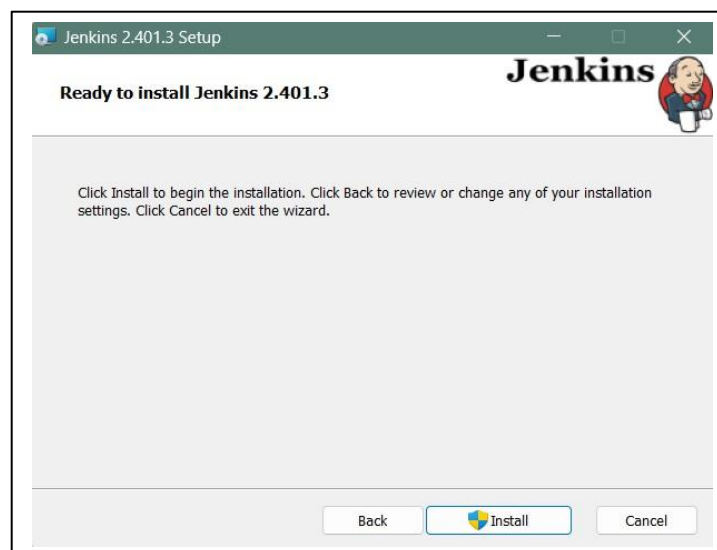 Jenkins 2.401.3 Setup
Jenkins
Ready to install Jenkins 2.401.3
Click Install to begin the installation. Click Back to review or change any of your installation
settings. Click Cancel to exit the wizard.
Back
Install
Cancel